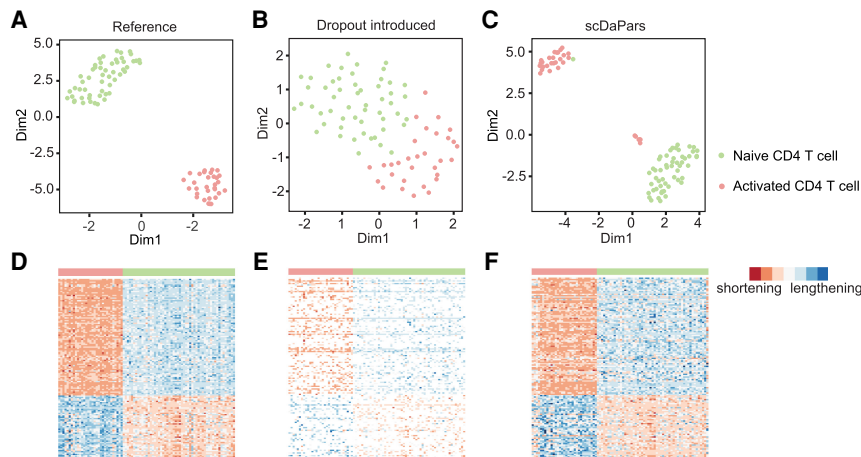 A
Reference
5.0
2.5
0.0
-2.5
-5.0
Dim2
-2
0
-2
Dim1
B
Dropout introduced
2
1
0
-1
-2
Dim2
-2
-1
0
1
2
Dim1
C
scDaPars
5.0
2.5
0.0
-2.5
Dim2
-4
-2
0
2
4
Dim1
Naive CD4 T cell
Activated CD4 T cell
D
E
F
shortening
lengthening